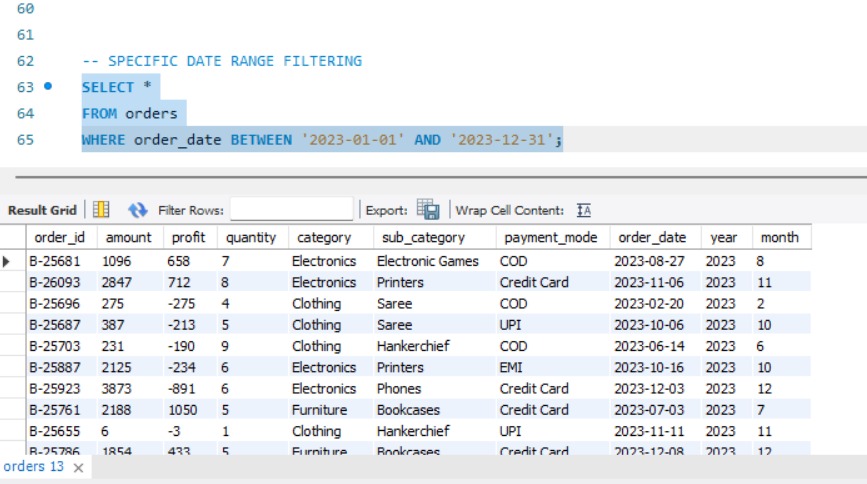 60
61
62 -- SPECIFIC DATE RANGE FILTERING
63 SELECT *
64 FROM orders
65 WHERE order_date BETWEEN '2023-01-01' AND '2023-12-31';
Result Grid Filter Rows: Export: Wrap Cell Content: IA
order_id amount profit quantity category sub_category payment_mode order_date year month
B-25681 1096 658 7 Electronics Electronic Games COD 2023-08-27 2023 8
B-26093 2847 712 8 Electronics Printers Credit Card 2023-11-06 2023 11
B-25696 275 -275 4 Clothing Saree COD 2023-02-20 2023 2
B-25687 387 -213 5 Clothing Saree UPI 2023-10-06 2023 10
B-25703 231 -190 9 Clothing Hankerchief COD 2023-06-14 2023 6
B-25887 2125 -234 6 Electronics Printers EMI 2023-10-16 2023 10
B-25923 3873 -891 6 Electronics Phones Credit Card 2023-12-03 2023 12
B-25761 2188 1050 5 Furniture Bookcases Credit Card 2023-07-03 2023 7
B-25655 6 -3 1 Clothing Hankerchief UPI 2023-11-11 2023 11
B-25786 1854 433 5 Furniture Bookcases Credit Card 2023-12-08 2023 12
orders 13